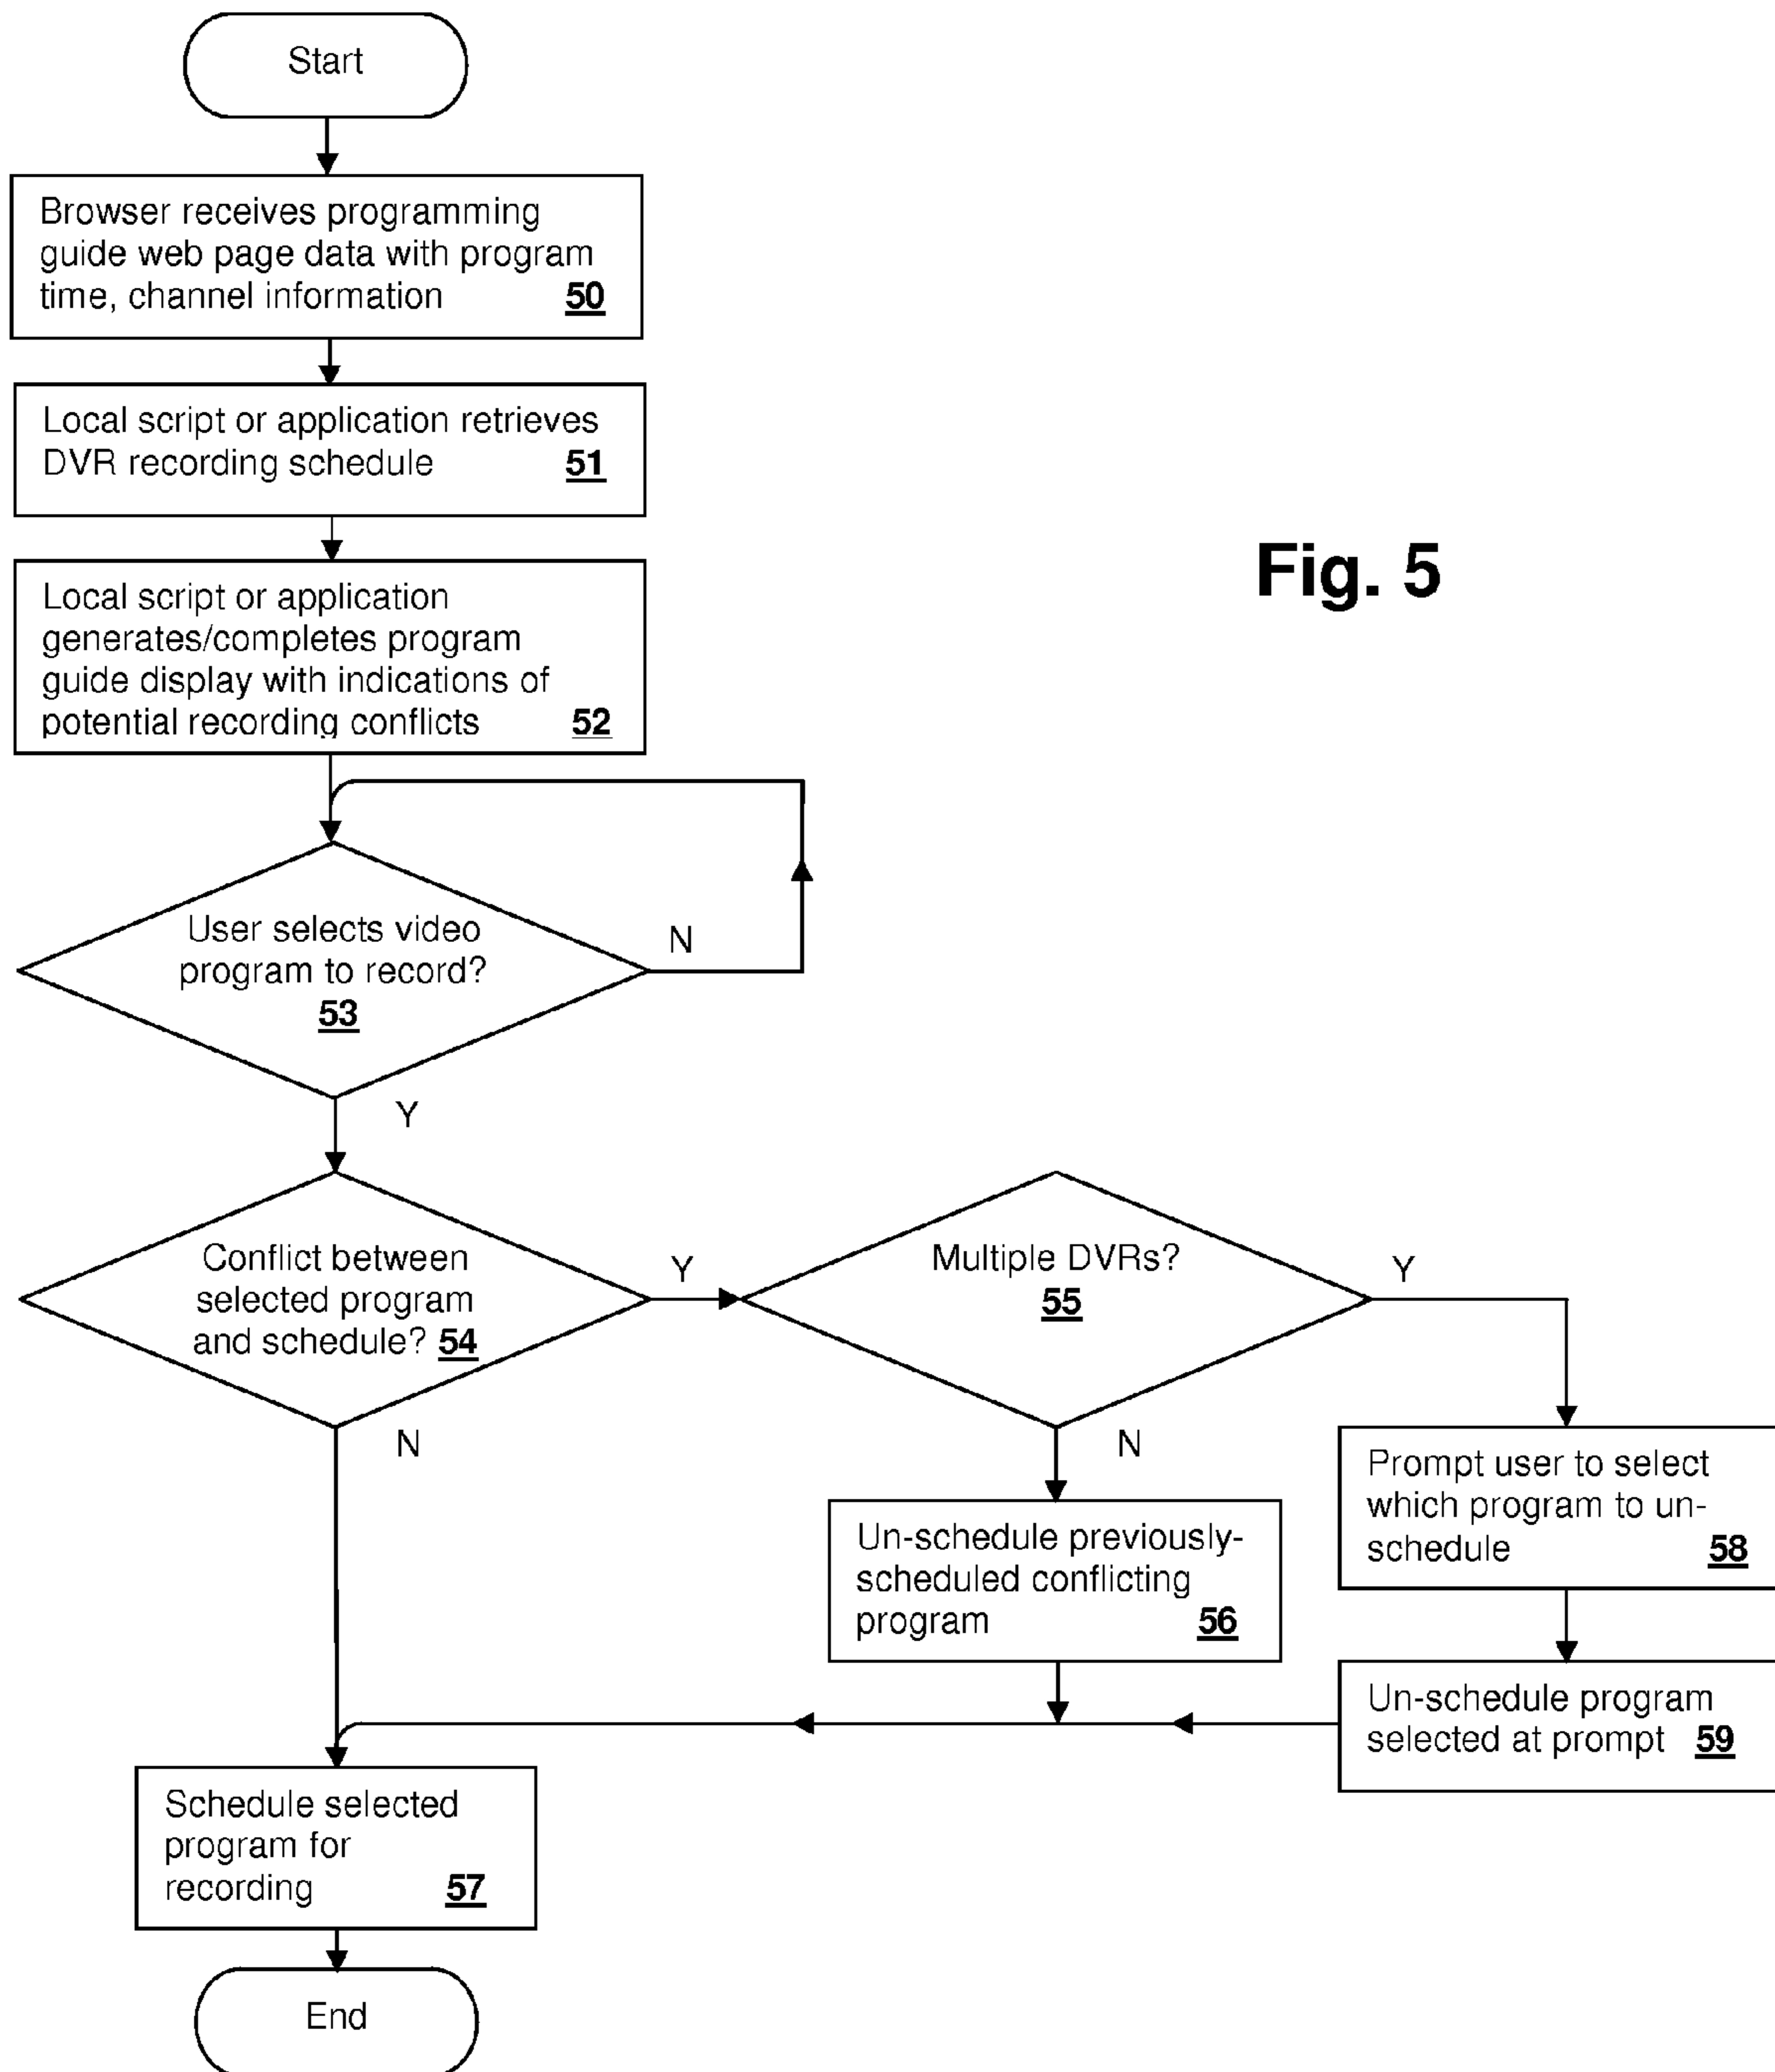 Start
Browser receives programming
guide web page data with program
time, channel information 50
Local script or application retrieves
DVR recording schedule 51
Local script or application
generates/completes program
guide display with indications of
potential recording conflicts 52
Fig. 5
User selects video
program to record?
53
N
Y
Conflict between
selected program
and schedule? 54
Y
N
Multiple DVRs?
55
Y
N
Prompt user to select
which program to un-
schedule 58
Un-schedule previously-
scheduled conflicting
program 56
Un-schedule program
selected at prompt 59
Schedule selected
program for
recording 57
End